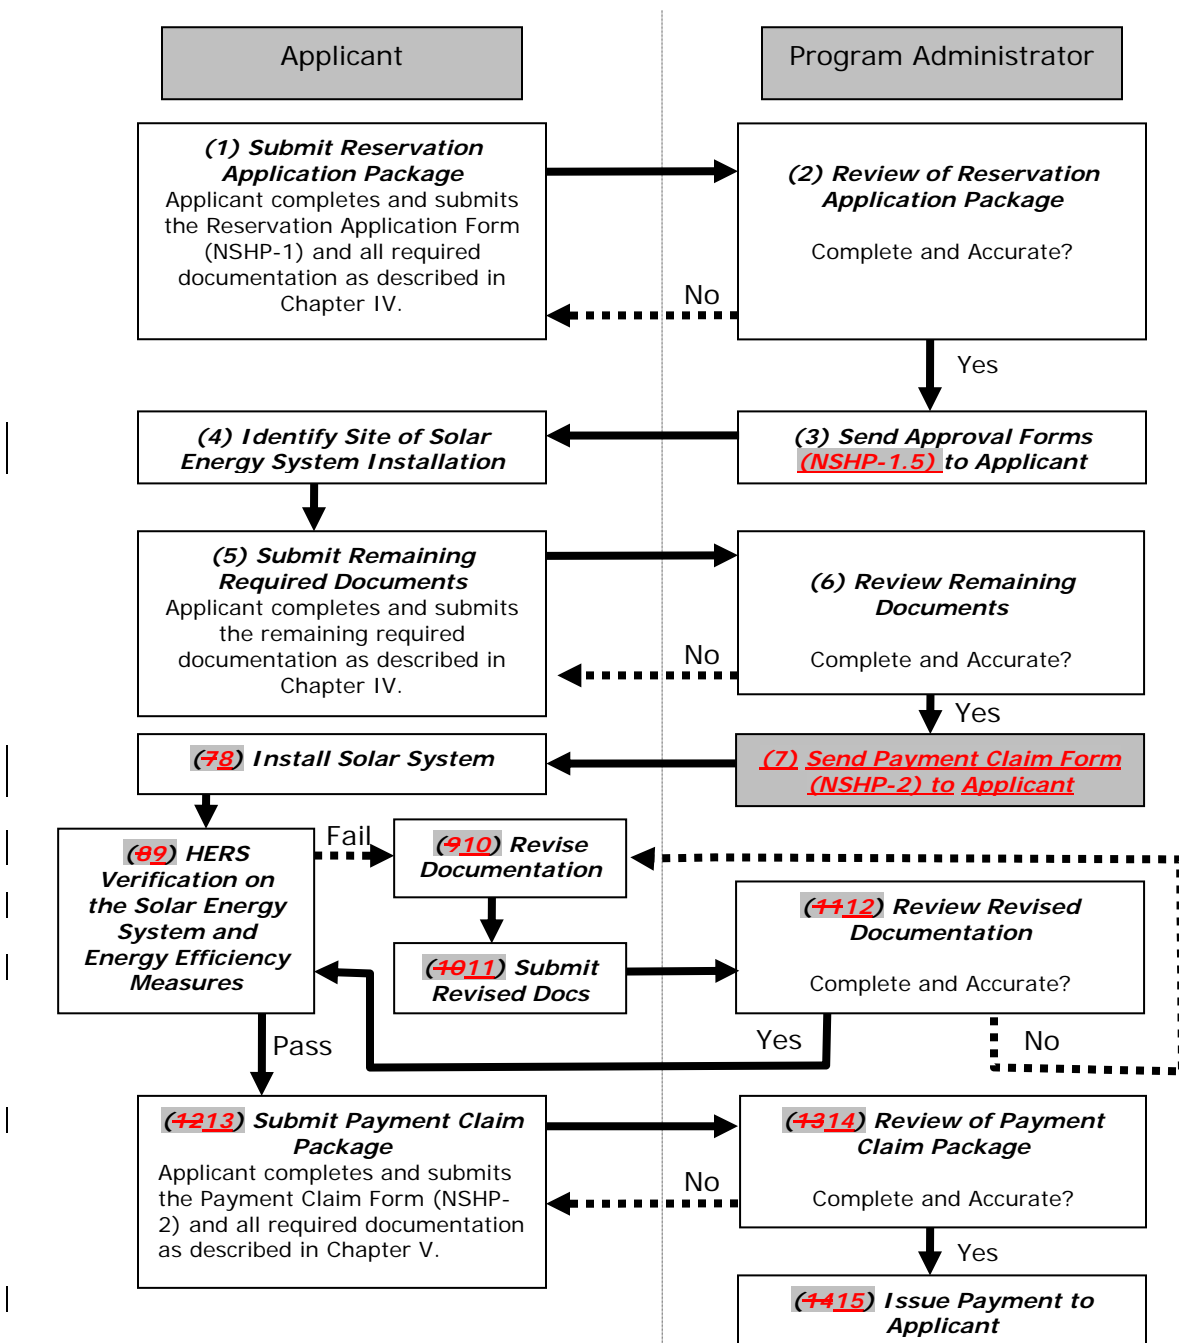 Applicant
Program Administrator
(1) Submit Reservation
Application Package
Applicant completes and submits
the Reservation Application Form
(NSHP-1) and all required
documentation as described in
Chapter IV.
(2) Review of Reservation
Application Package
Complete and Accurate?
No
Yes
(3) Send Approval Forms
(NSHP-1.5) to Applicant
(4) Identify Site of Solar
Energy System Installation
(5) Submit Remaining
Required Documents
Applicant completes and submits
the remaining required
documentation as described in
Chapter IV.
(6) Review Remaining
Documents
Complete and Accurate?
No
Yes
(7) Send Payment Claim Form
(NSHP-2) to Applicant
(78) Install Solar System
(89) HERS
Verification on
the Solar Energy
System and
Energy Efficiency
Measures
Fail
(910) Revise
Documentation
(1011) Submit
Revised Docs
(1112) Review Revised
Documentation
Complete and Accurate?
Yes
No
Pass
(1213) Submit Payment Claim
Package
Applicant completes and submits
the Payment Claim Form (NSHP-
2) and all required documentation
as described in Chapter V.
(1314) Review of Payment
Claim Package
Complete and Accurate?
No
Yes
(1415) Issue Payment to
Applicant